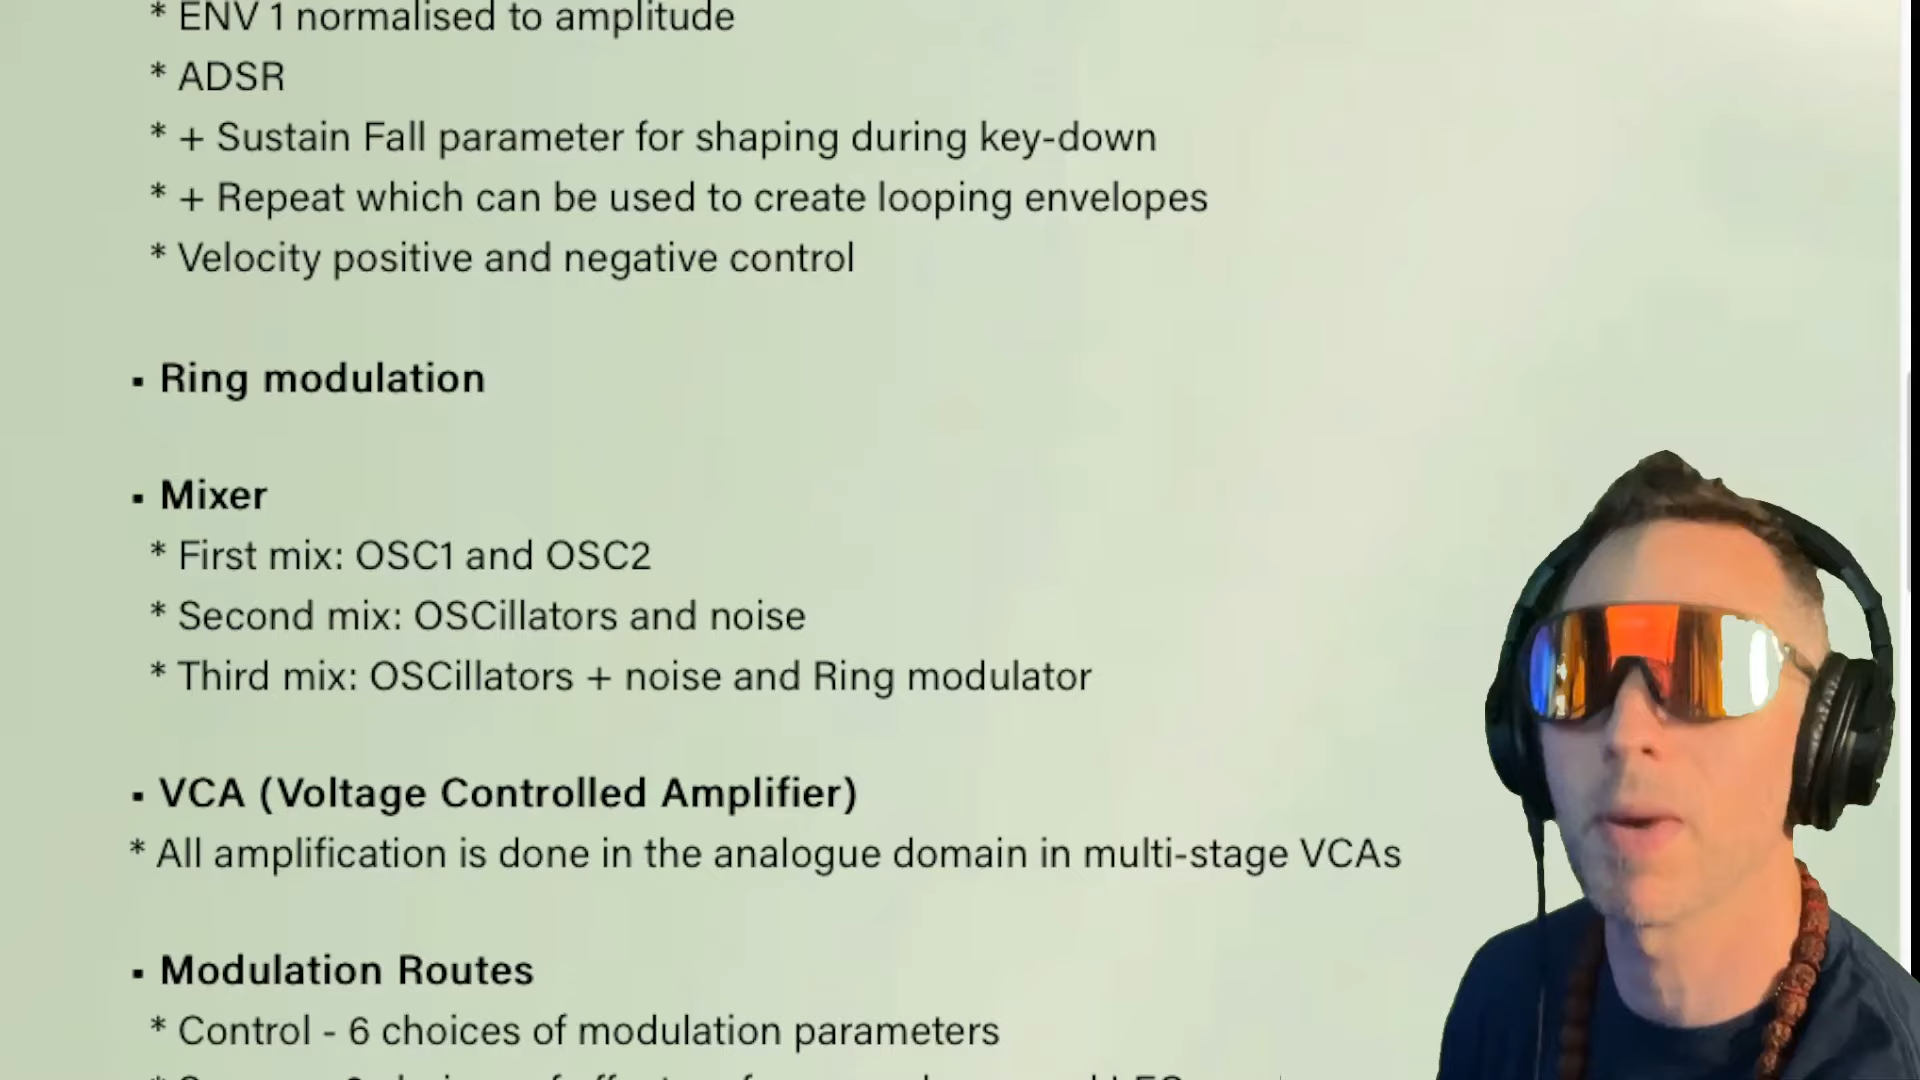 * ENV 1 normalised to amplitude
* ADSR
* + Sustain Fall parameter for shaping during key-down
* + Repeat which can be used to create looping envelopes
* Velocity positive and negative control
▪ Ring modulation
▪ Mixer
* First mix: OSC1 and OSC2
* Second mix: OSCillators and noise
* Third mix: OSCillators + noise and Ring modulator
▪ VCA (Voltage Controlled Amplifier)
* All amplification is done in the analogue domain in multi-stage VCAs
▪ Modulation Routes
* Control - 6 choices of modulation parameters